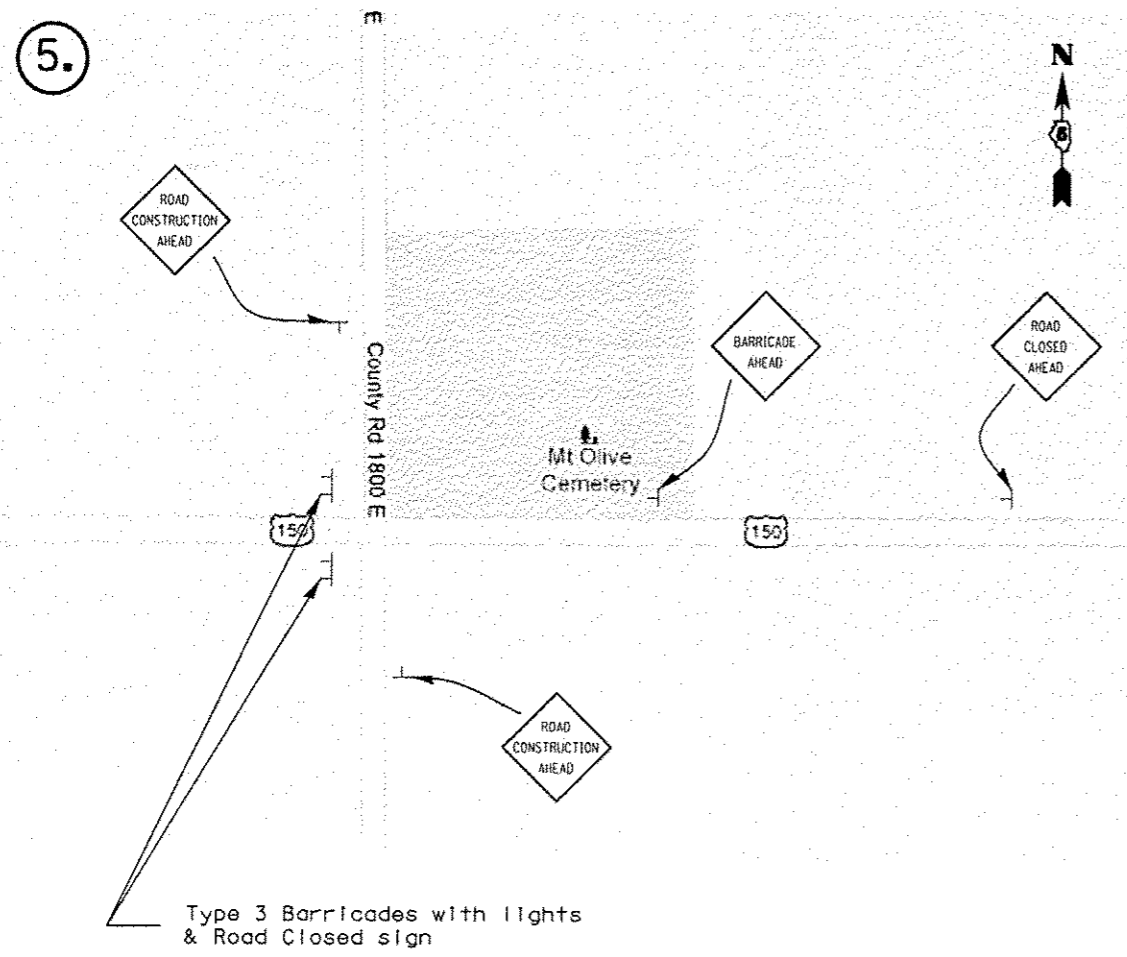 5.
E
N
6
ROAD
CONSTRUCTION
AHEAD
County Rd 1800 E
BARRICADE
AHEAD
ROAD
CLOSED
AHEAD
Mt Olive
Cemetery
150
150
ROAD
CONSTRUCTION
AHEAD
Type 3 Barricades with lights
& Road Closed sign